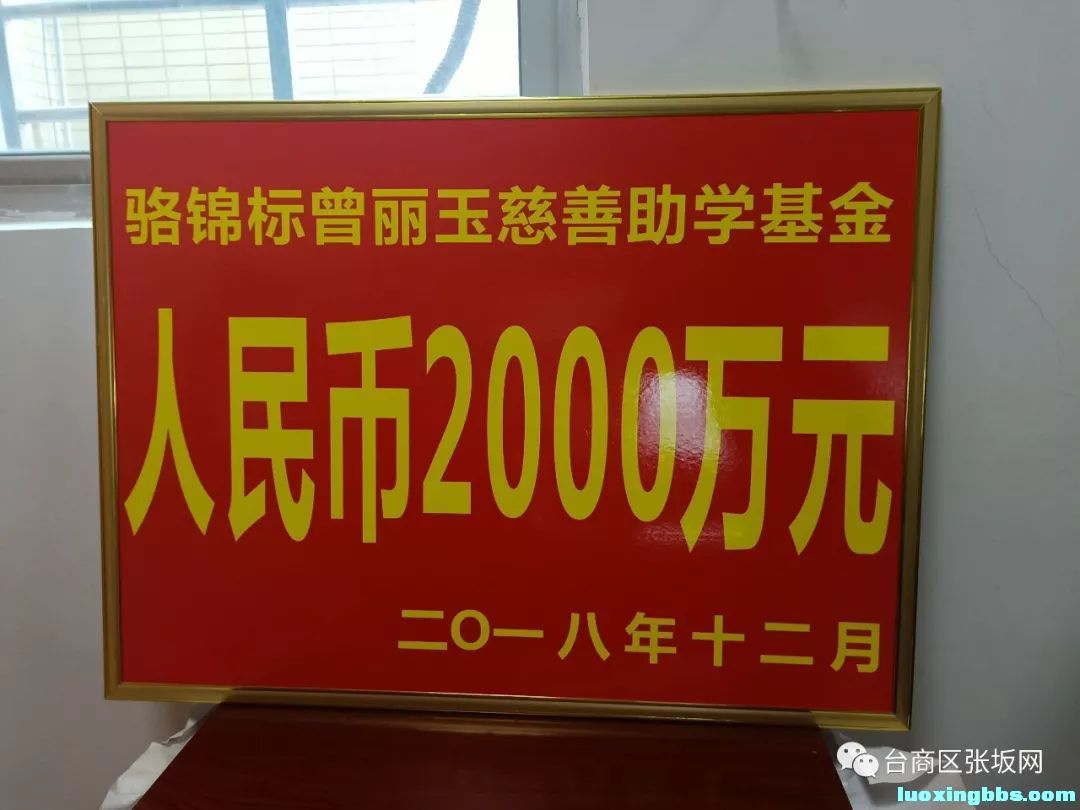 骆锦标曾丽玉慈善助学基金
人民币2000万元
二〇一八年十二月
台商区张坂网
luoxingbbs.com